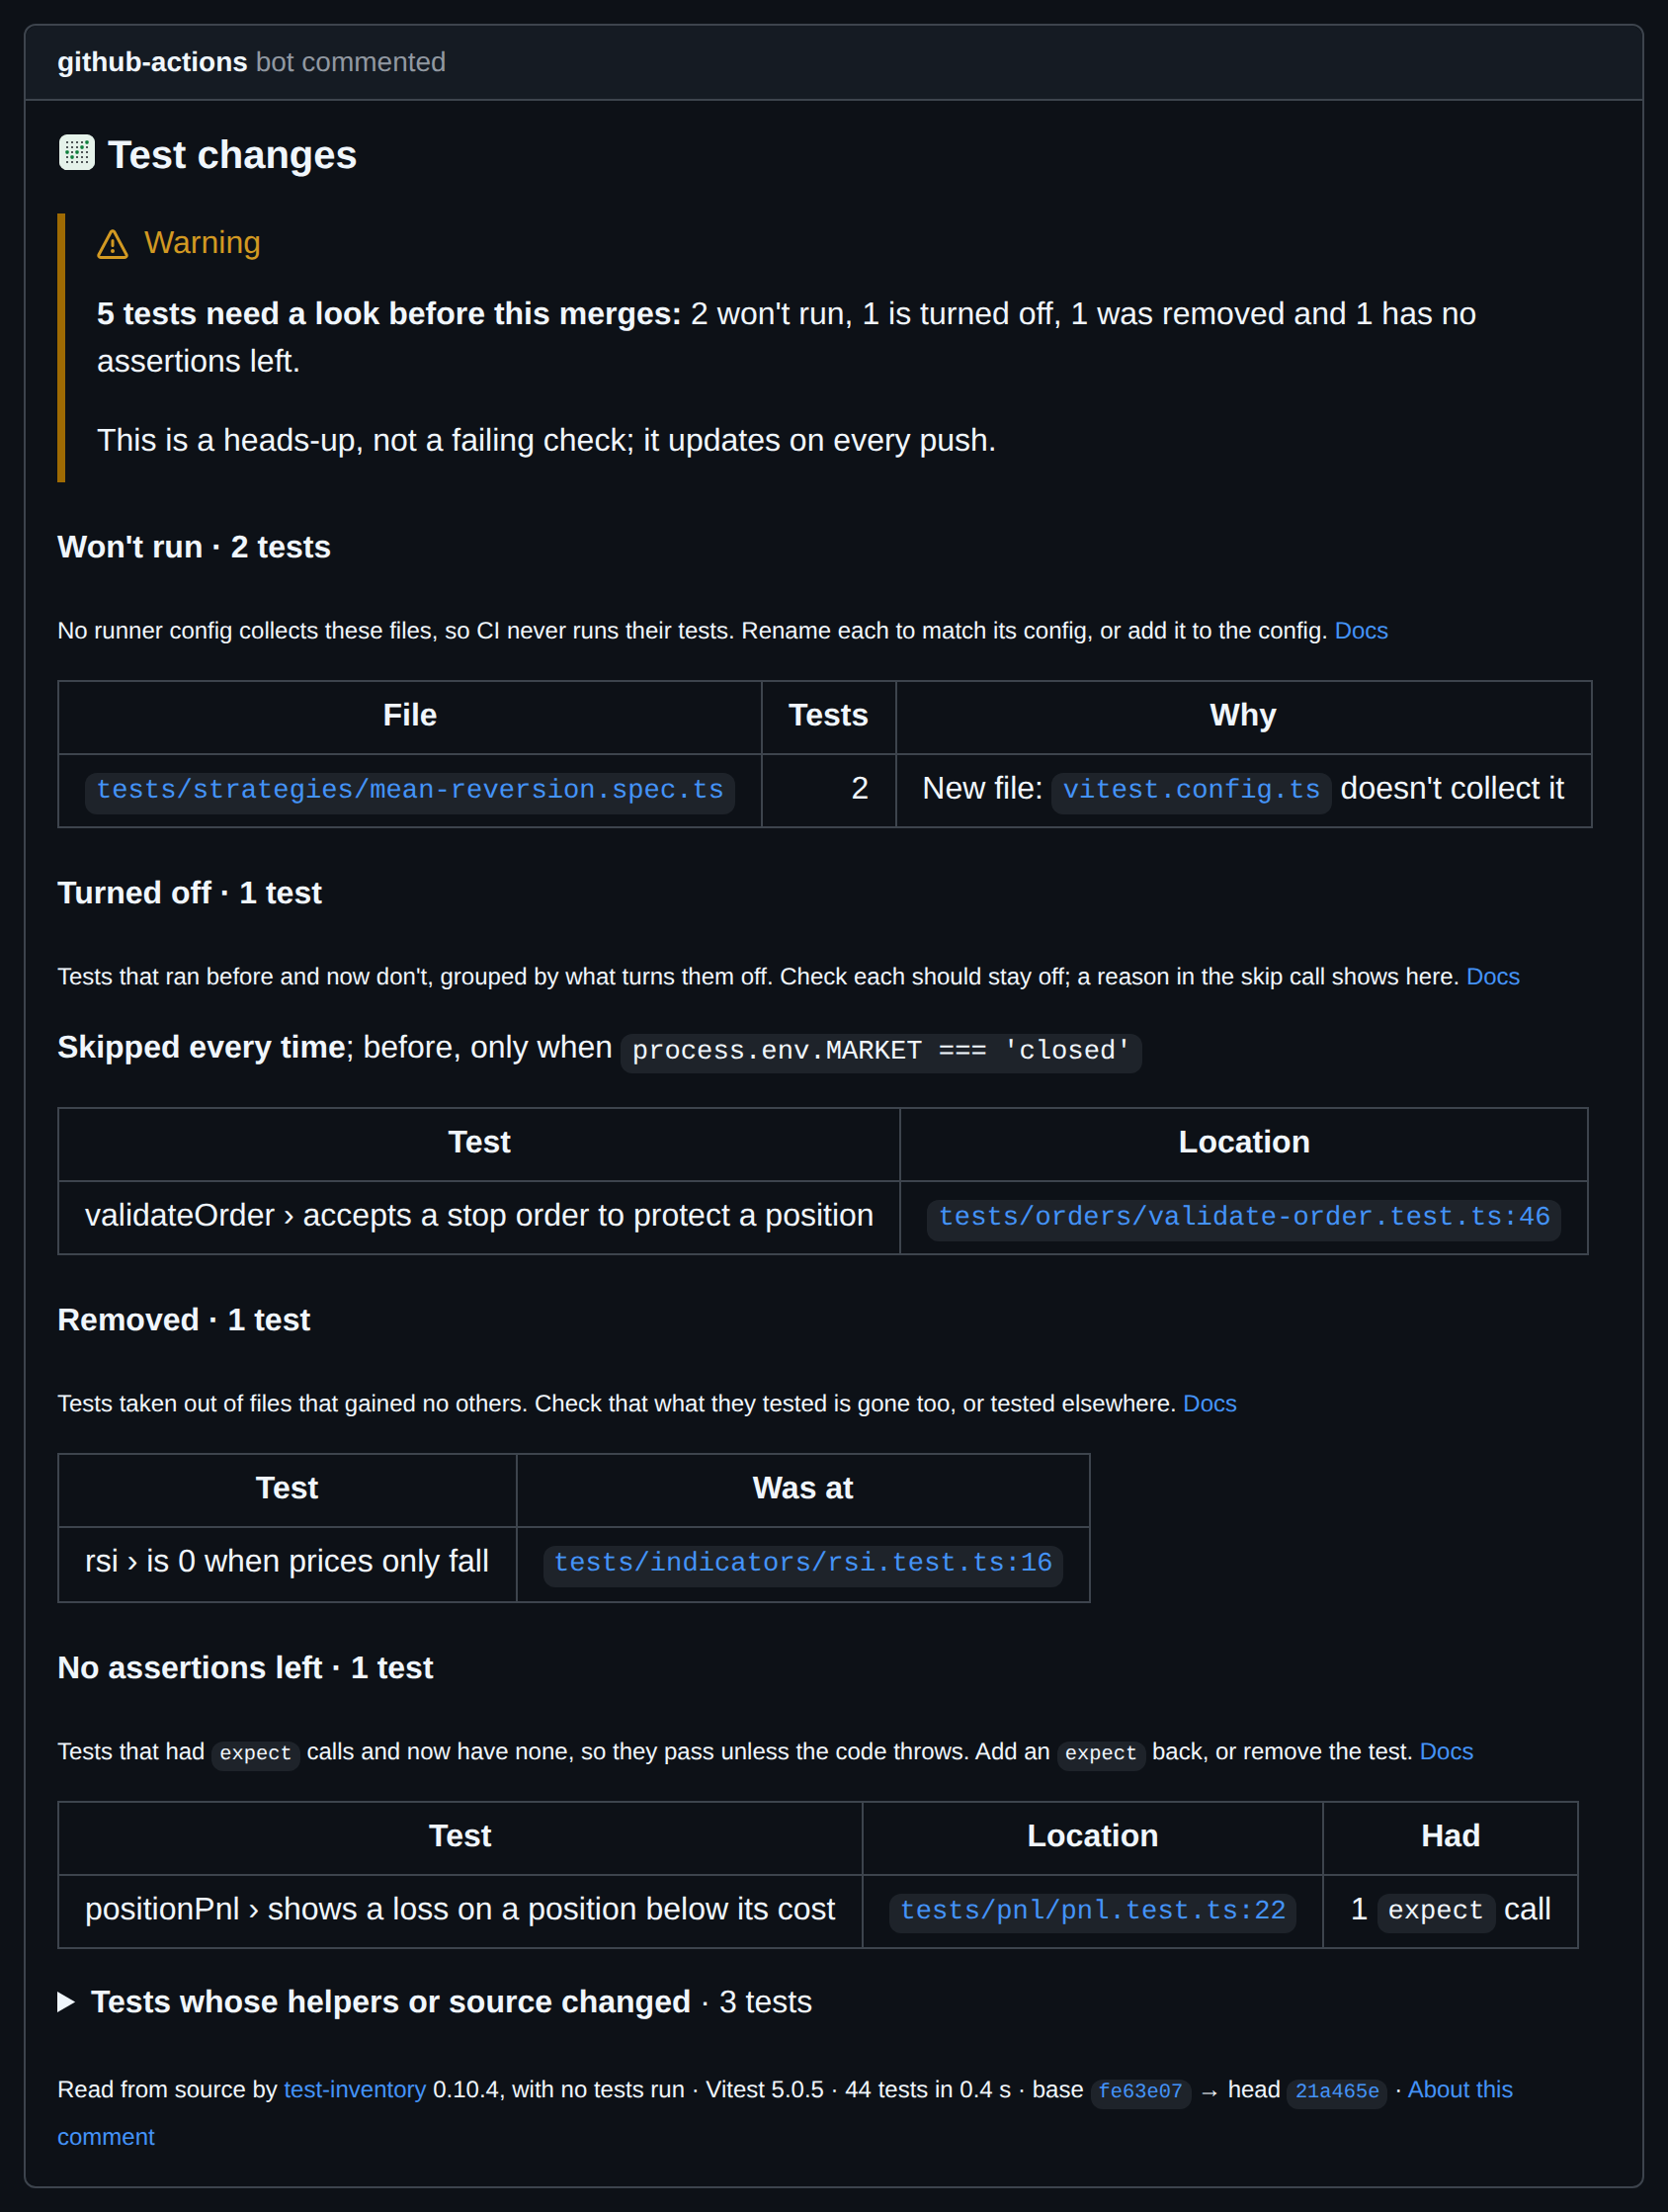 github-actions bot commented
Test changes
Warning
5 tests need a look before this merges: 2 won't run, 1 is turned off, 1 was removed and 1 has no
assertions left.
This is a heads-up, not a failing check; it updates on every push.
Won't run · 2 tests
No runner config collects these files, so CI never runs their tests. Rename each to match its config, or add it to the config. Docs
File Tests Why
tests/strategies/mean-reversion.spec.ts 2 New file: vitest.config.ts doesn't collect it
Turned off · 1 test
Tests that ran before and now don't, grouped by what turns them off. Check each should stay off; a reason in the skip call shows here. Docs
Skipped every time; before, only when process.env.MARKET === 'closed'
Test Location
validateOrder › accepts a stop order to protect a position tests/orders/validate-order.test.ts:46
Removed · 1 test
Tests taken out of files that gained no others. Check that what they tested is gone too, or tested elsewhere. Docs
Test Was at
rsi › is 0 when prices only fall tests/indicators/rsi.test.ts:16
No assertions left · 1 test
Tests that had expect calls and now have none, so they pass unless the code throws. Add an expect back, or remove the test. Docs
Test Location Had
positionPnl › shows a loss on a position below its cost tests/pnl/pnl.test.ts:22 1 expect call
Tests whose helpers or source changed · 3 tests
Read from source by test-inventory 0.10.4, with no tests run · Vitest 5.0.5 · 44 tests in 0.4 s · base fe63e07 → head 21a465e · About this
comment